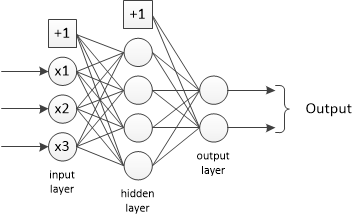 +1
+1
x1
x2
x3
Output
input
layer
hidden
layer
output
layer